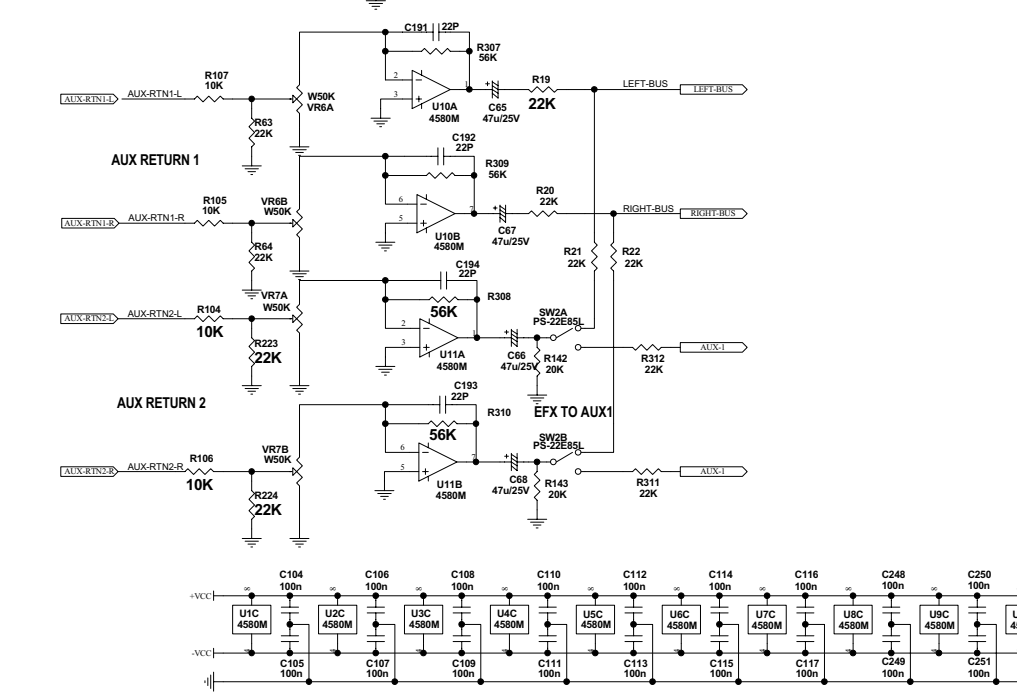 C191 22P
R307
56K
R107
10K
AUX-RTN1-L AUX-RTN1-L
W50K
VR6A
R63
22K
2
3
1
U10A
4580M
C65
47u/25V
R19
22K
LEFT-BUS LEFT-BUS
AUX RETURN 1
C192
22P
R309
56K
R105
10K
AUX-RTN1-R AUX-RTN1-R
VR6B
W50K
R64
22K
6
5
7
U10B
4580M
C67
47u/25V
R20
22K
RIGHT-BUS RIGHT-BUS
R21
22K
R22
22K
C194
22P
R308
56K
VR7A
W50K
AUX-RTN2-L AUX-RTN2-L
R104
10K
R223
22K
2
3
1
U11A
4580M
C66
47u/25V
R142
20K
SW2A
PS-22E85L
R312
22K
AUX-1
AUX RETURN 2
C193
22P
R310
56K
EFX TO AUX1
VR7B
W50K
AUX-RTN2-R AUX-RTN2-R
R106
10K
R224
22K
6
5
7
U11B
4580M
C68
47u/25V
R143
20K
SW2B
PS-22E85L
R311
22K
AUX-1
C104
100n
C106
100n
C108
100n
C110
100n
C112
100n
C114
100n
C116
100n
C248
100n
C250
100n
+VCC
U1C
4580M
U2C
4580M
U3C
4580M
U4C
4580M
U5C
4580M
U6C
4580M
U7C
4580M
U8C
4580M
U9C
4580M
-VCC
C105
100n
C107
100n
C109
100n
C111
100n
C113
100n
C115
100n
C117
100n
C249
100n
C251
100n